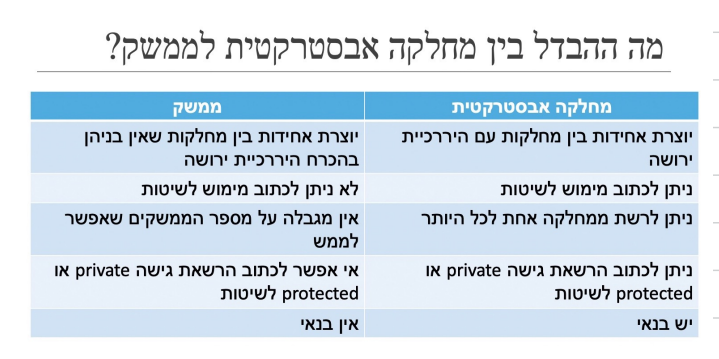 מה ההבדל בין מחלקה אבסטרקטית לממשק?
מחלקה אבסטרקטית
ממשק
יוצרת אחידות בין מחלקות עם היררכיית
ירושה
יוצרת אחידות בין מחלקות שאין בניהן
בהכרח היררכיית ירושה
ניתן לכתוב מימוש לשיטות
לא ניתן לכתוב מימוש לשיטות
ניתן לרשת ממחלקה אחת לכל היותר
אין מגבלה על מספר הממשקים שאפשר
לממש
ניתן לכתוב הרשאת גישה private או
protected לשיטות
אי אפשר לכתוב הרשאת גישה private או
protected לשיטות
יש בנאי
אין בנאי